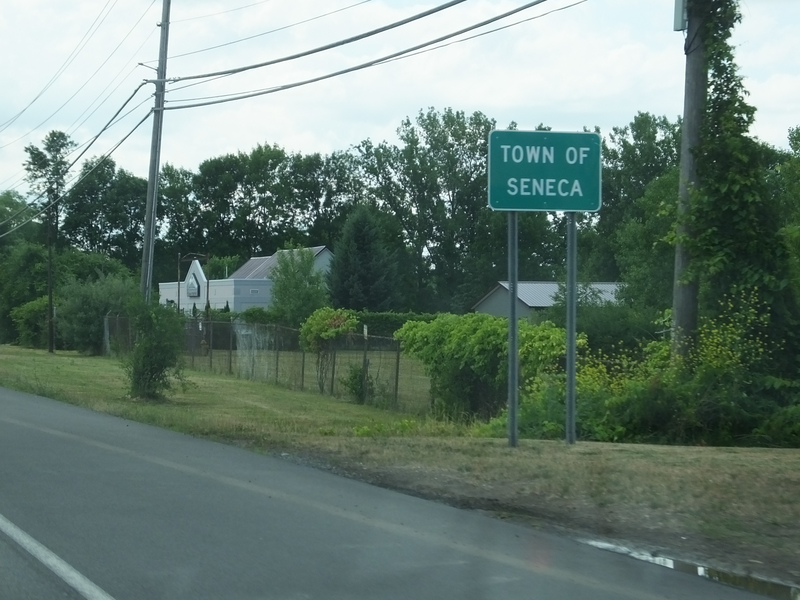 TOWN OF
SENECA